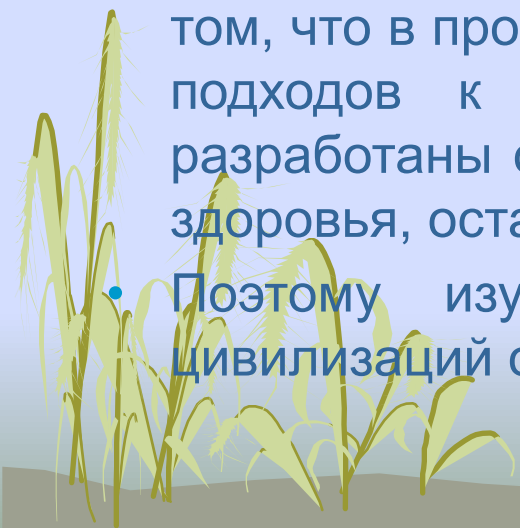 том, что в про
подходов к
разработаны
здоровья, оста
Поэтому изу
цивилизаций